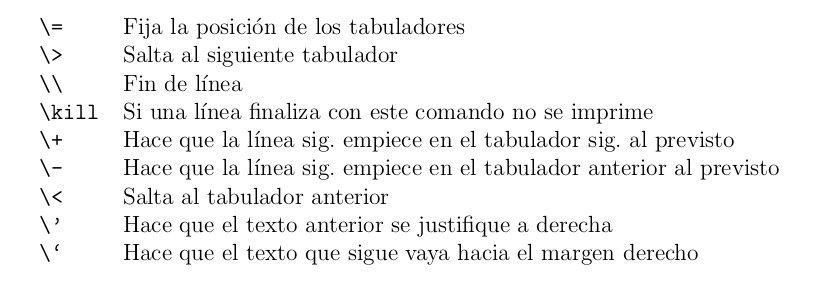 \= Fija la posición de los tabuladores
\> Salta al siguiente tabulador
\\ Fin de línea
\kill Si una línea finaliza con este comando no se imprime
\+ Hace que la línea sig. empiece en el tabulador sig. al previsto
\- Hace que la línea sig. empiece en el tabulador anterior al previsto
\< Salta al tabulador anterior
\’ Hace que el texto anterior se justifique a derecha
\‘ Hace que el texto que sigue vaya hacia el margen derecho